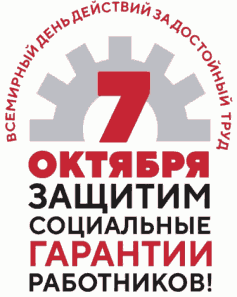 ВСЕМИРНЫЙ ДЕНЬ ДЕЙСТВИЙ ЗА ДОСТОЙНЫЙ ТРУД
7
ОКТЯБРЯ
ЗАЩИТИМ
СОЦИАЛЬНЫЕ
ГАРАНТИИ
РАБОТНИКОВ!